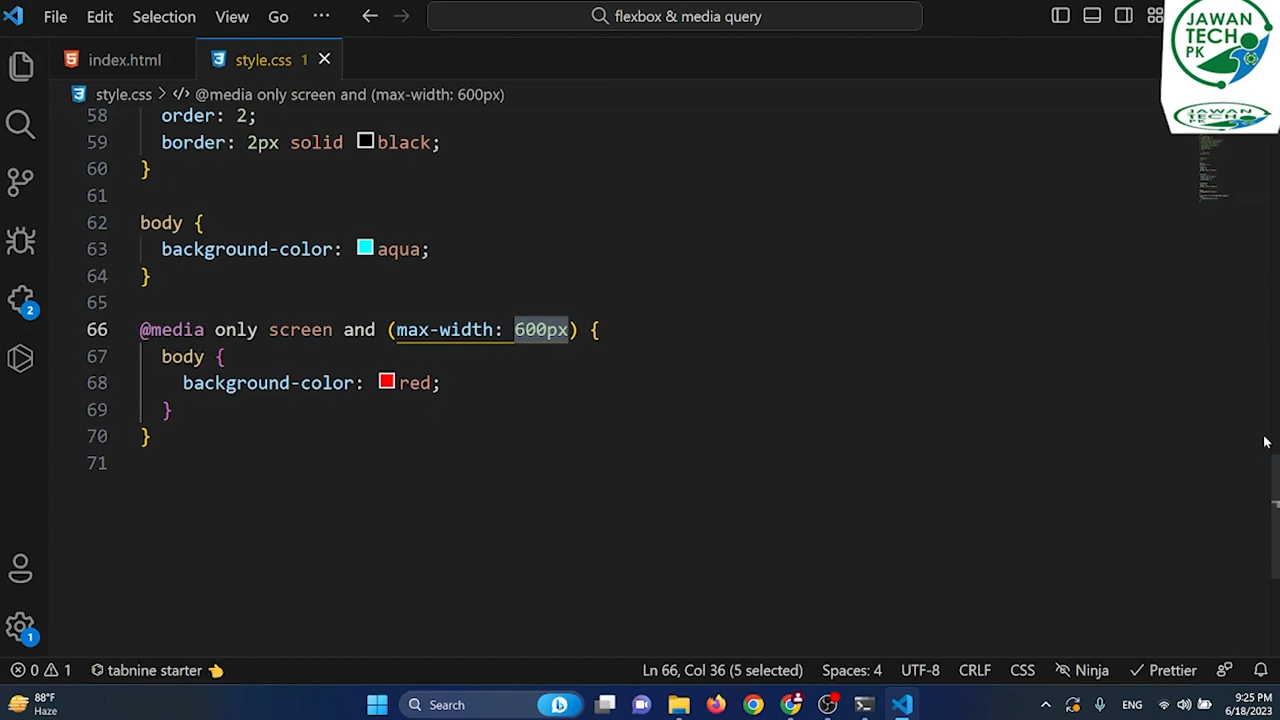 File Edit Selection View Go ··· flexbox & media query
JAWAN
TECH
PK
index.html style.css 1
style.css > @media only screen and (max-width: 600px)
58 order: 2;
59 border: 2px solid black;
60 }
61
62 body {
63 background-color: aqua;
64 }
65
66 @media only screen and (max-width: 600px) {
67 body {
68 background-color: red;
69 }
70 }
71
JAWAN
TECH
PK
2
1
0 1 tabnine starter Ln 66, Col 36 (5 selected) Spaces: 4 UTF-8 CRLF CSS Ninja Prettier
88°F
Haze
Search
ENG
9:25 PM
6/18/2023